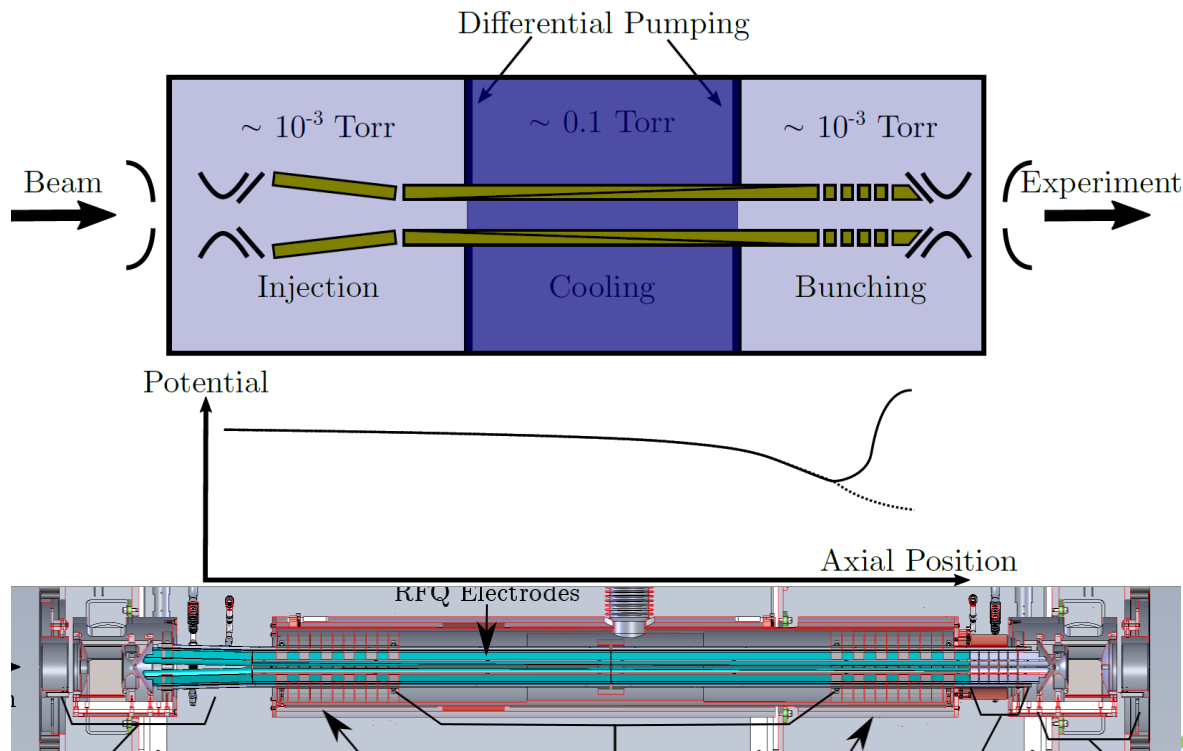 Differential Pumping
~ 10⁻³ Torr
~ 0.1 Torr
~ 10⁻³ Torr
Beam
Experiment
Injection
Cooling
Bunching
Potential
Axial Position
RFQ Electrodes